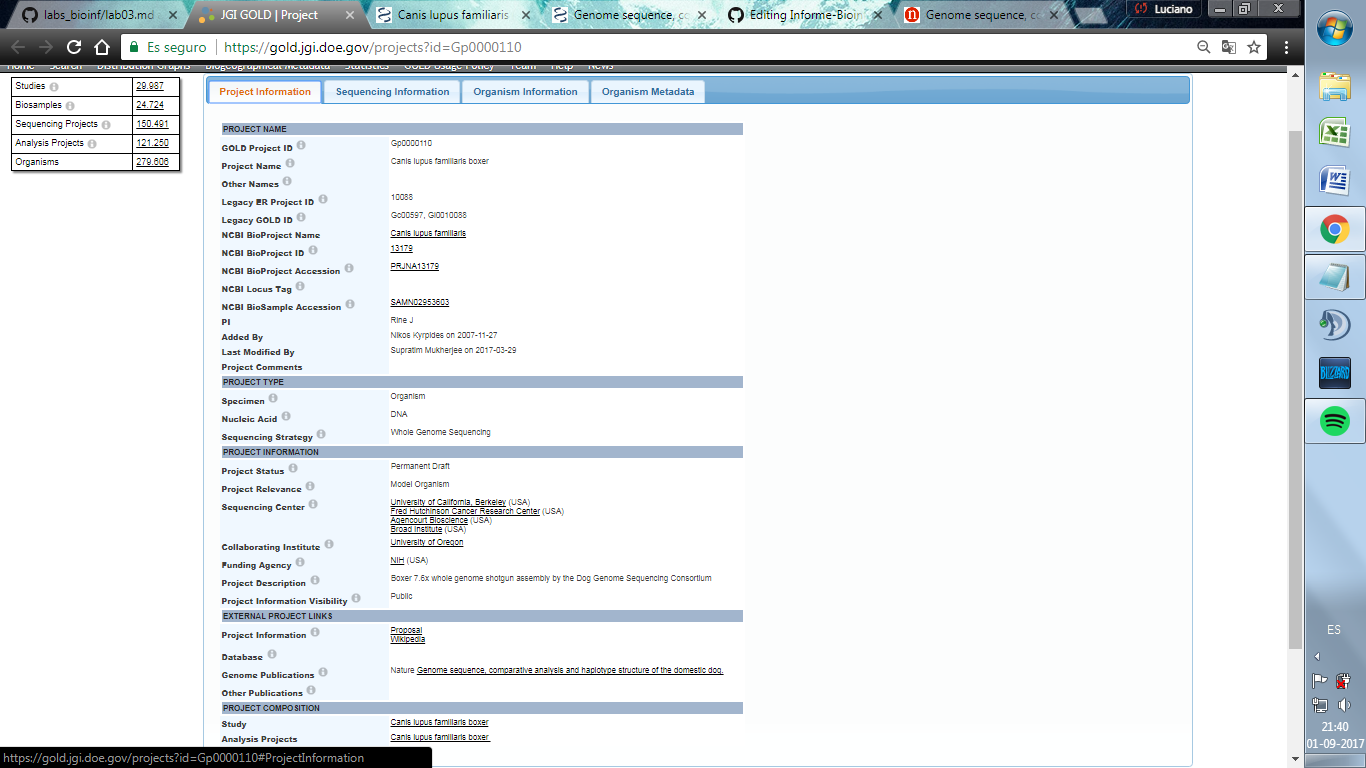 labs_bioinf/lab03.md a
JGI GOLD | Project
Canis lupus familiaris
Genome sequence, co
Editing Informe-Bioin
Genome sequence, co
Luciano
Es seguro
https://gold.jgi.doe.gov/projects?id=Gp0000110
Home Search Distribution Graphs Biogeographical Metadata Statistics GOLD Usage Policy Team Help News
Studies 29.987
Biosamples 24.724
Sequencing Projects 150.491
Analysis Projects 121.250
Organisms 279.606
Project Information Sequencing Information Organism Information Organism Metadata
PROJECT NAME
GOLD Project ID Gp0000110
Project Name Canis lupus familiaris boxer
Other Names
Legacy ER Project ID 10088
Legacy GOLD ID Gc00597, Gi0010088
NCBI BioProject Name Canis lupus familiaris
NCBI BioProject ID 13179
NCBI BioProject Accession PRJNA13179
NCBI Locus Tag
NCBI BioSample Accession SAMN02953603
PI Rine J
Added By Nikos Kyrpides on 2007-11-27
Last Modified By Supratim Mukherjee on 2017-03-29
Project Comments
PROJECT TYPE
Specimen Organism
Nucleic Acid DNA
Sequencing Strategy Whole Genome Sequencing
PROJECT INFORMATION
Project Status Permanent Draft
Project Relevance Model Organism
Sequencing Center University of California, Berkeley (USA)
Fred Hutchinson Cancer Research Center (USA)
Agencourt Bioscience (USA)
Broad Institute (USA)
Collaborating Institute University of Oregon
Funding Agency NIH (USA)
Project Description Boxer 7.6x whole genome shotgun assembly by the Dog Genome Sequencing Consortium
Project Information Visibility Public
EXTERNAL PROJECT LINKS
Project Information Proposal
Wikipedia
Database
Genome Publications Nature Genome sequence, comparative analysis and haplotype structure of the domestic dog.
Other Publications
PROJECT COMPOSITION
Study Canis lupus familiaris boxer
Analysis Projects Canis lupus familiaris boxer
https://gold.jgi.doe.gov/projects?id=Gp0000110#ProjectInformation
BLIZZARD
ES
21:40
01-09-2017